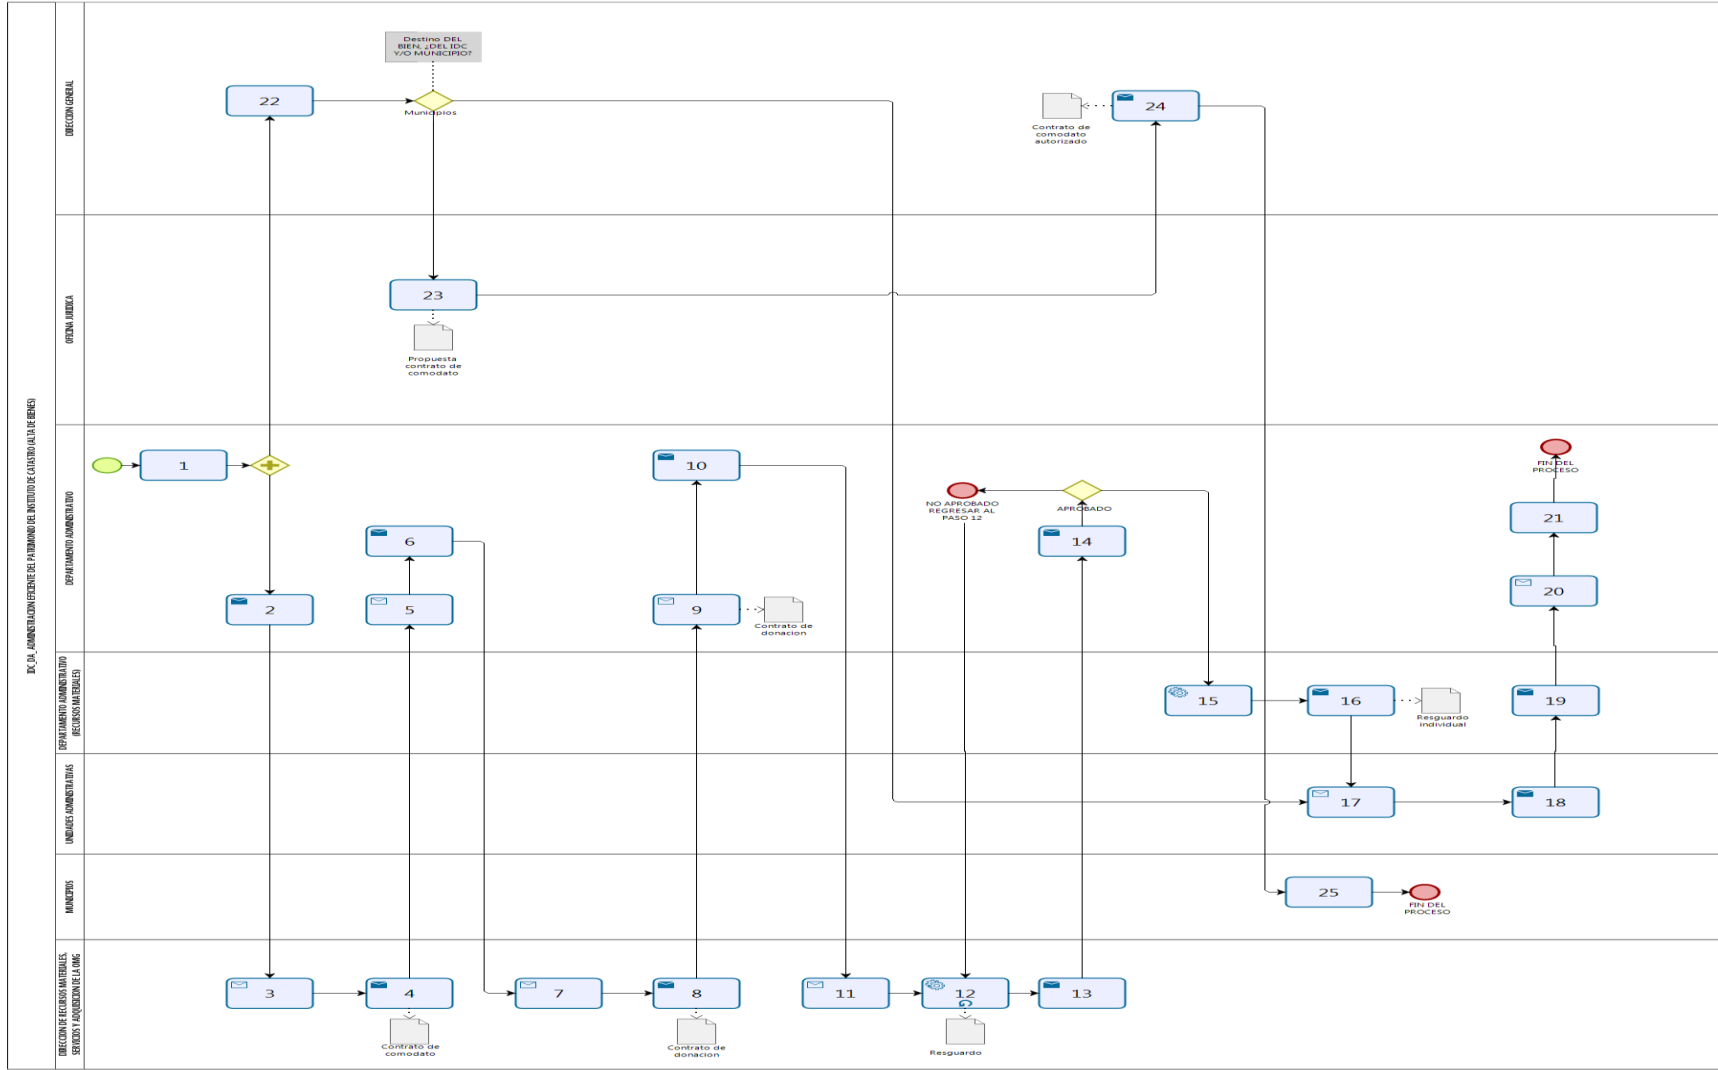 IDC_DA_ADMINISTRACION EFICIENTE DEL PATRIMONIO DEL INSTITUTO DE CATASTRO (ALTA DE BIENES)
DIRECCION GENERAL
Destino DEL
BIEN, ¿DEL IDC
Y/O MUNICIPIO?
22
Municipios
24
Contrato de
comodato
autorizado
OFICINA JURIDICA
23
Propuesta
contrato de
comodato
DEPARTAMENTO ADMINISTRATIVO
1
10
FIN DEL
PROCESO
NO APROBADO
REGRESAR AL
PASO 12
APROBADO
21
6
14
20
2
5
9
Contrato de
donacion
DEPARTAMENTO ADMINISTRATIVO
(RECURSOS MATERIALES)
15
16
19
Resguardo
individual
UNIDADES ADMINISTRATIVAS
17
18
MUNICIPIOS
25
FIN DEL
PROCESO
DIRECCION DE RECURSOS MATERIALES,
SERVICIOS Y ADQUISICION DE LA OMG
3
4
7
8
11
12
13
Contrato de
comodato
Contrato de
donacion
Resguardo